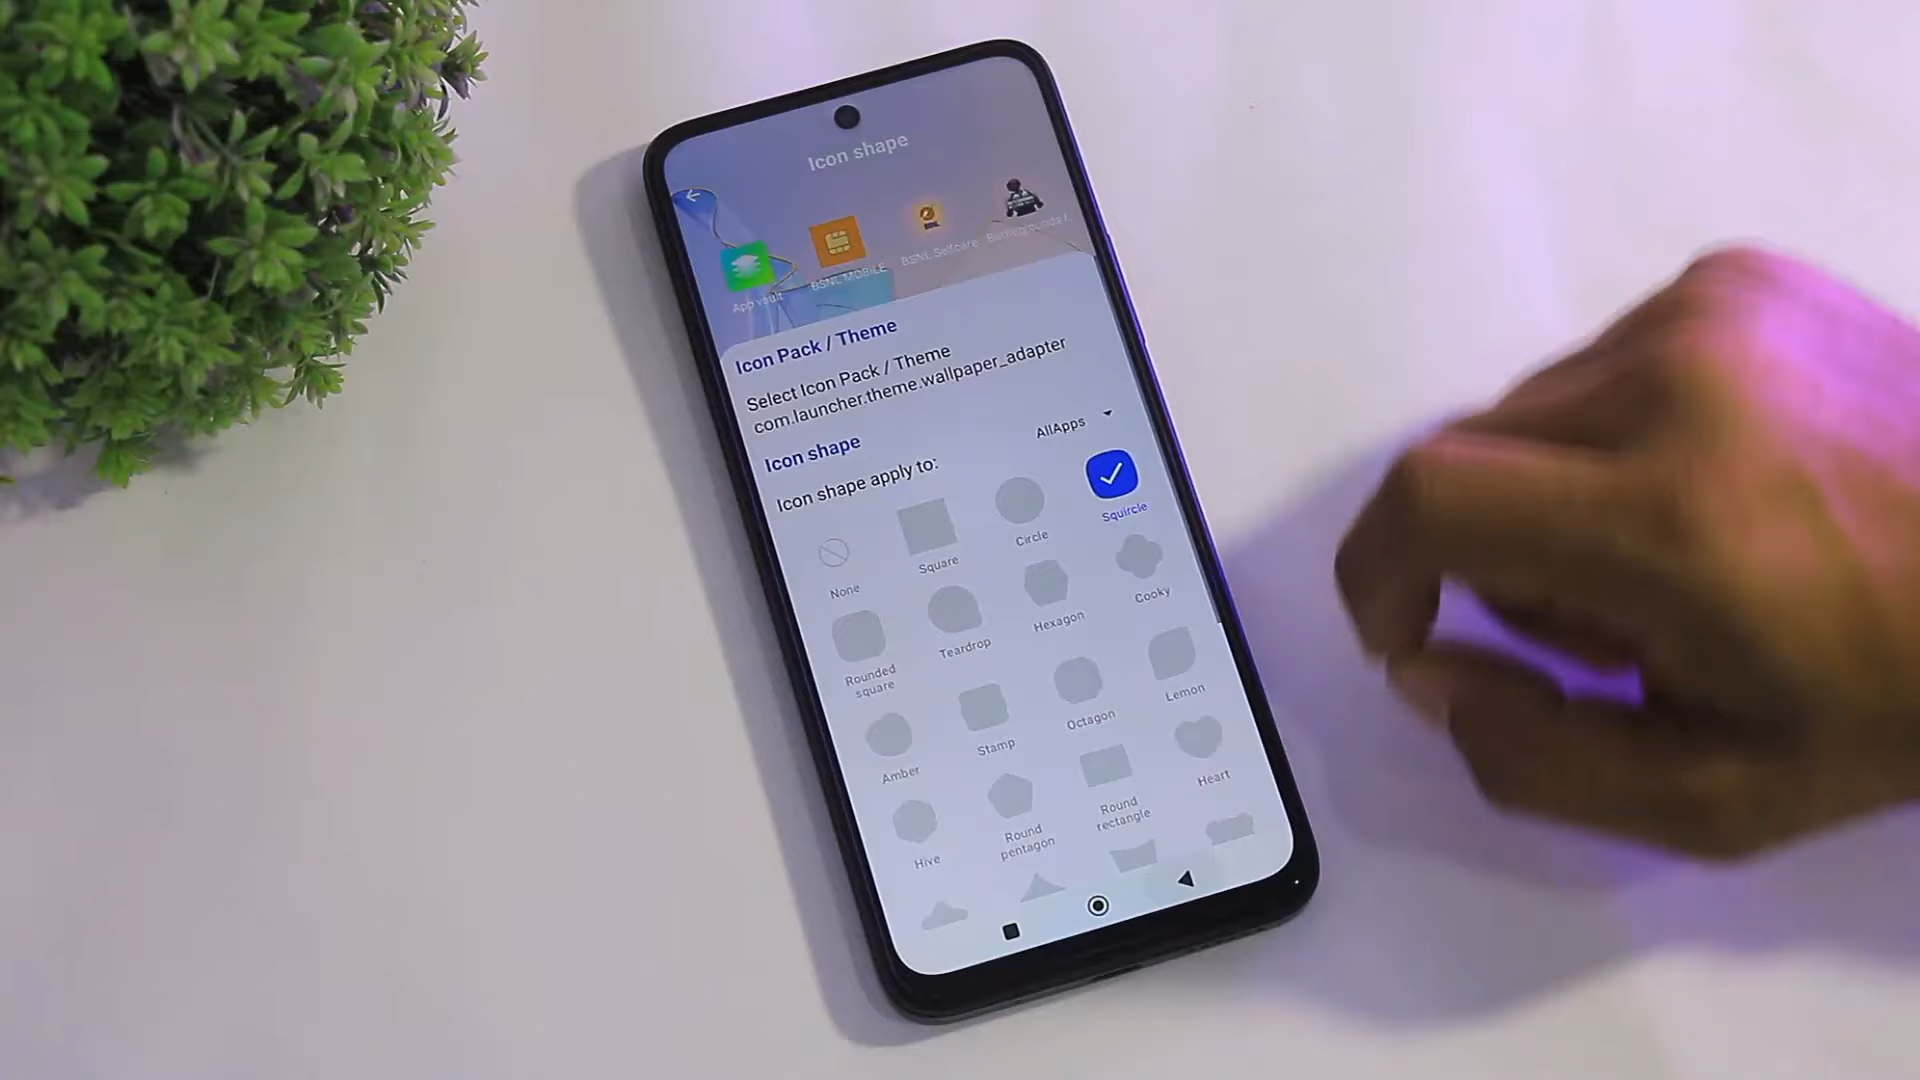 Icon shape
App vault
BSNL MOBILE
BSNL Selfcare
Battlegrounds I..
Icon Pack / Theme
Select Icon Pack / Theme
com.launcher.theme.wallpaper_adapter
Icon shape
Icon shape apply to:
AllApps
None
Square
Circle
Squircle
Rounded
square
Teardrop
Hexagon
Cooky
Amber
Stamp
Octagon
Lemon
Hive
Round
pentagon
Round
rectangle
Heart